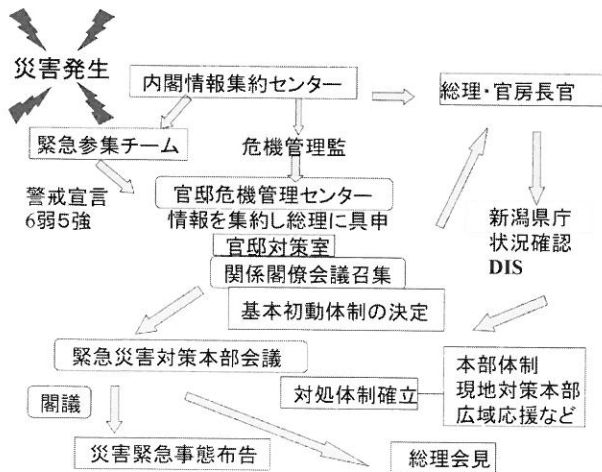 災害発生
内閣情報集約センター
総理・官房長官
緊急参集チーム
危機管理監
警戒宣言
6弱5強
官邸危機管理センター
情報を集約し総理に具申
官邸対策室
関係閣僚会議召集
基本初動体制の決定
新潟県庁
状況確認
DIS
緊急災害対策本部会議
対処体制確立
本部体制
現地対策本部
広域応援など
閣議
災害緊急事態布告
総理会見